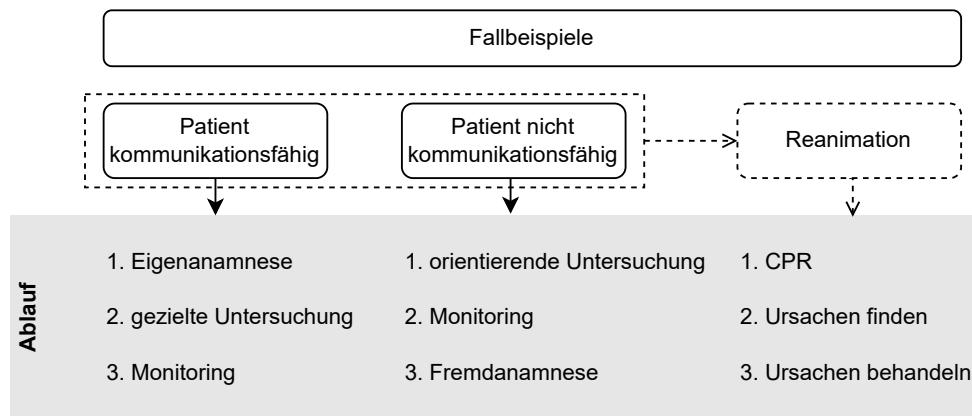 Fallbeispiele
Patient
kommunikationsfähig
Patient nicht
kommunikationsfähig
Reanimation
Ablauf
1. Eigenanamnese
2. gezielte Untersuchung
3. Monitoring
1. orientierende Untersuchung
2. Monitoring
3. Fremdanamnese
1. CPR
2. Ursachen finden
3. Ursachen behandeln